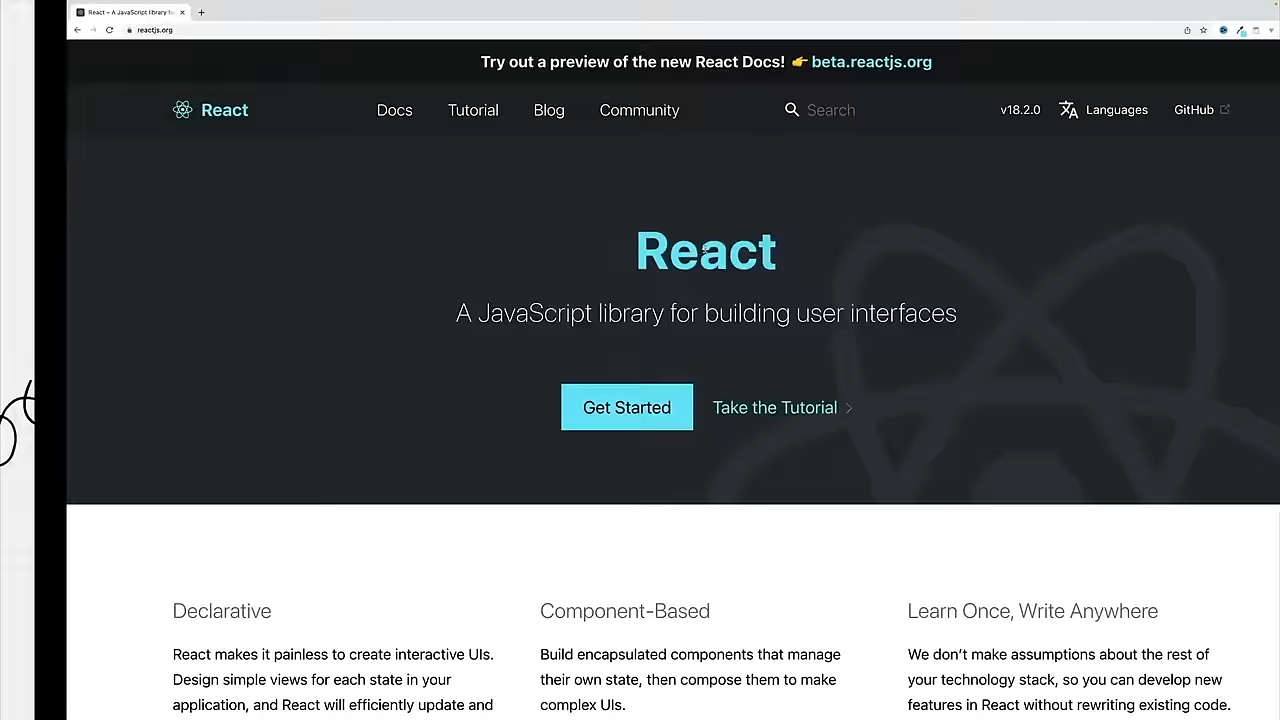 React – A JavaScript library fo
reactjs.org
Try out a preview of the new React Docs! 👉 beta.reactjs.org
React
Docs
Tutorial
Blog
Community
Search
v18.2.0
Languages
GitHub
React
A JavaScript library for building user interfaces
Get Started
Take the Tutorial
Declarative
React makes it painless to create interactive UIs.
Design simple views for each state in your
application, and React will efficiently update and
Component-Based
Build encapsulated components that manage
their own state, then compose them to make
complex UIs.
Learn Once, Write Anywhere
We don’t make assumptions about the rest of
your technology stack, so you can develop new
features in React without rewriting existing code.